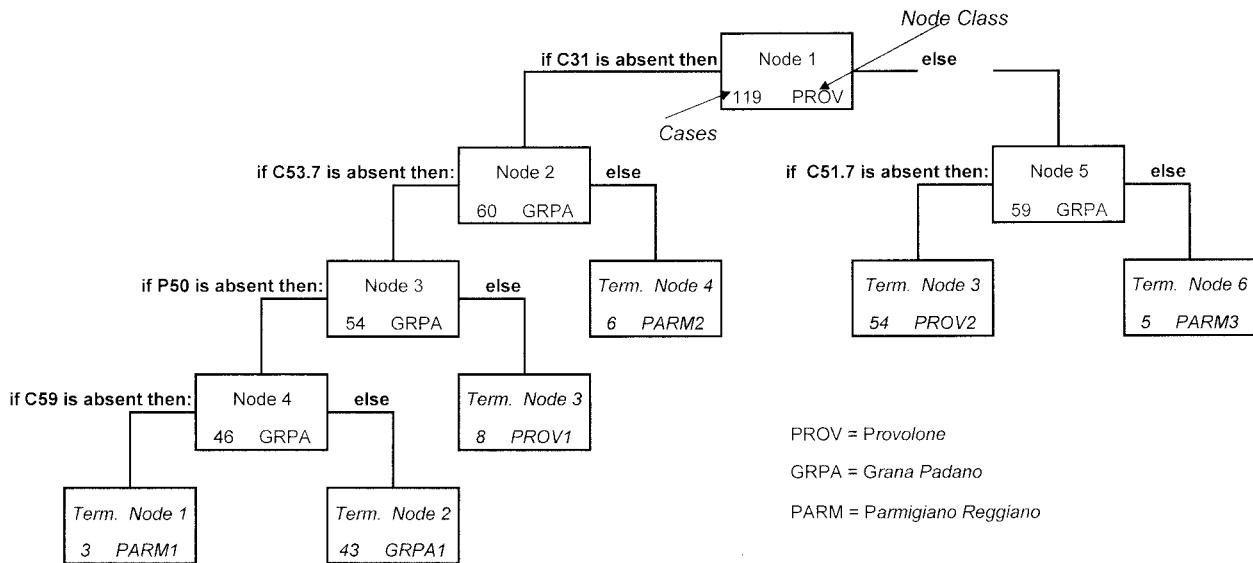 Node Class
if C31 is absent then
Node 1
else
119 PROV
Cases
if C53.7 is absent then:
Node 2
else
60 GRPA
if C51.7 is absent then:
Node 5
else
59 GRPA
if P50 is absent then:
Node 3
else
54 GRPA
Term. Node 4
6 PARM2
Term. Node 3
54 PROV2
Term. Node 6
5 PARM3
if C59 is absent then:
Node 4
else
46 GRPA
Term. Node 3
8 PROV1
Term. Node 1
3 PARM1
Term. Node 2
43 GRPA1
PROV = Provolone
GRPA = Grana Padano
PARM = Parmigiano Reggiano